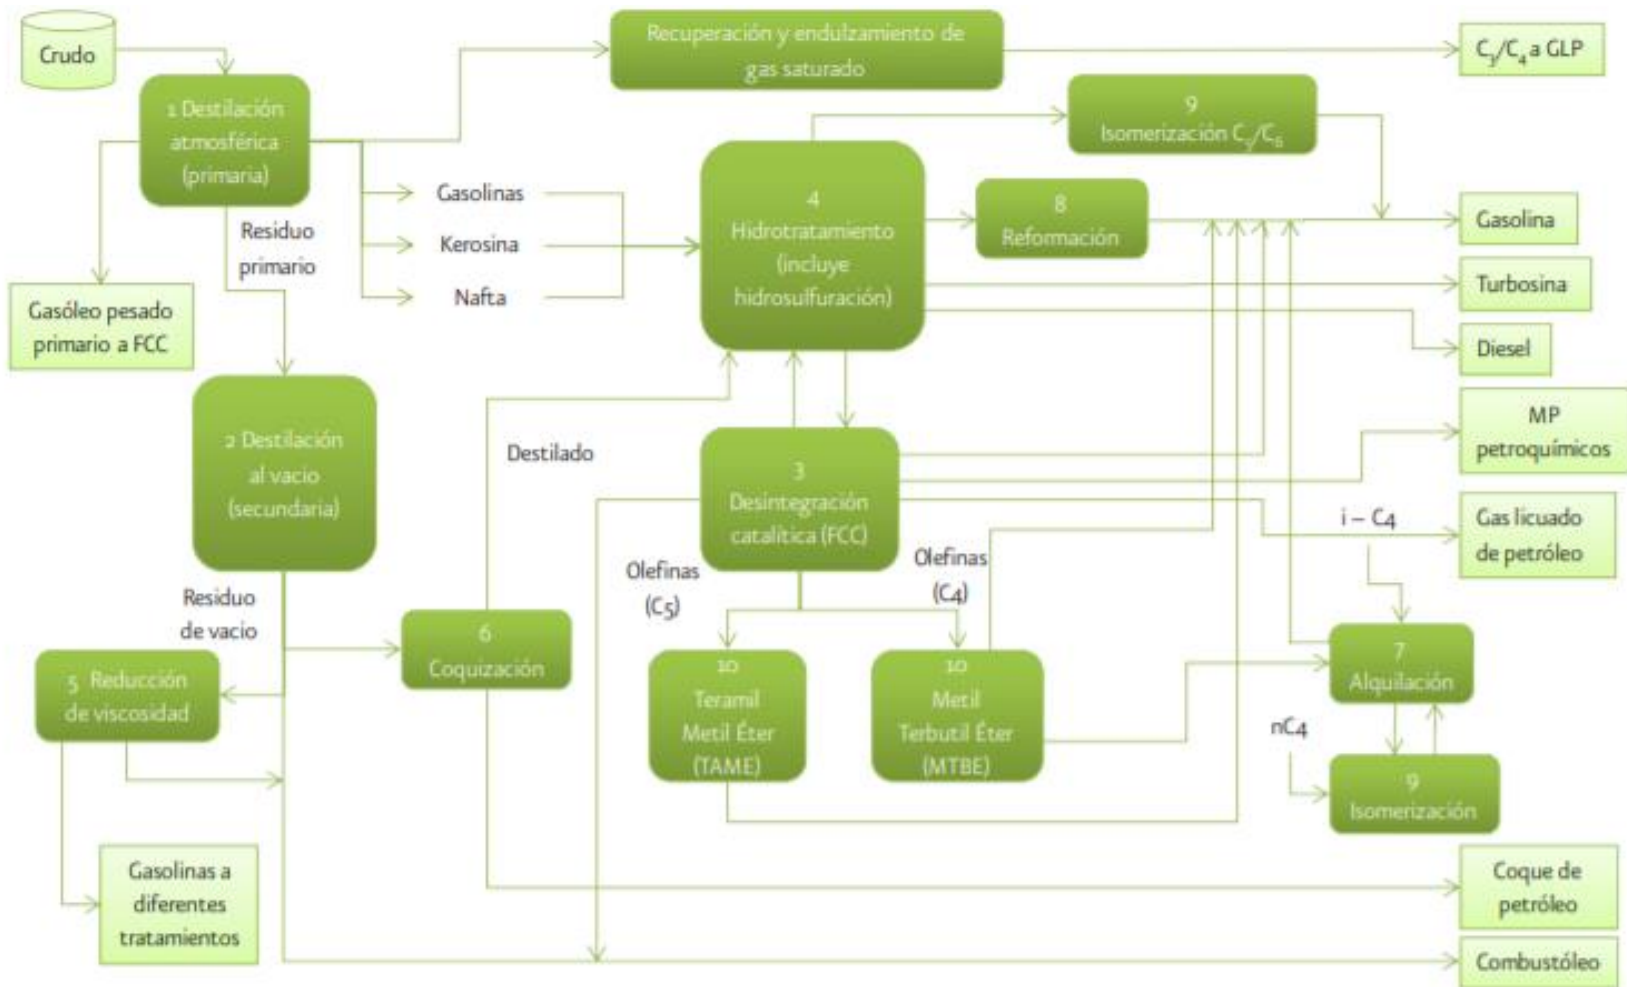 Crudo
Recuperación y endulzamiento de
gas saturado
C3/C4 a GLP
1 Destilación
atmosférica
(primaria)
9
Isomerización C5/C6
Gasolinas
Kerosina
Nafta
4
Hidrotratamiento
(incluye
hidrosulfuración)
8
Reformación
Gasolina
Turbosina
Diesel
Residuo
primario
Gasóleo pesado
primario a FCC
2 Destilación
al vacio
(secundaria)
Destilado
3
Desintegración
catalítica (FCC)
MP
petroquímicos
Gas licuado
de petróleo
i – C4
Olefinas
(C5)
Olefinas
(C4)
Residuo
de vacio
5 Reducción
de viscosidad
6
Coquización
10
Teramil
Metil Éter
(TAME)
10
Metil
Terbutil Éter
(MTBE)
7
Alquilación
nC4
9
Isomerización
Gasolinas a
diferentes
tratamientos
Coque de
petróleo
Combustóleo